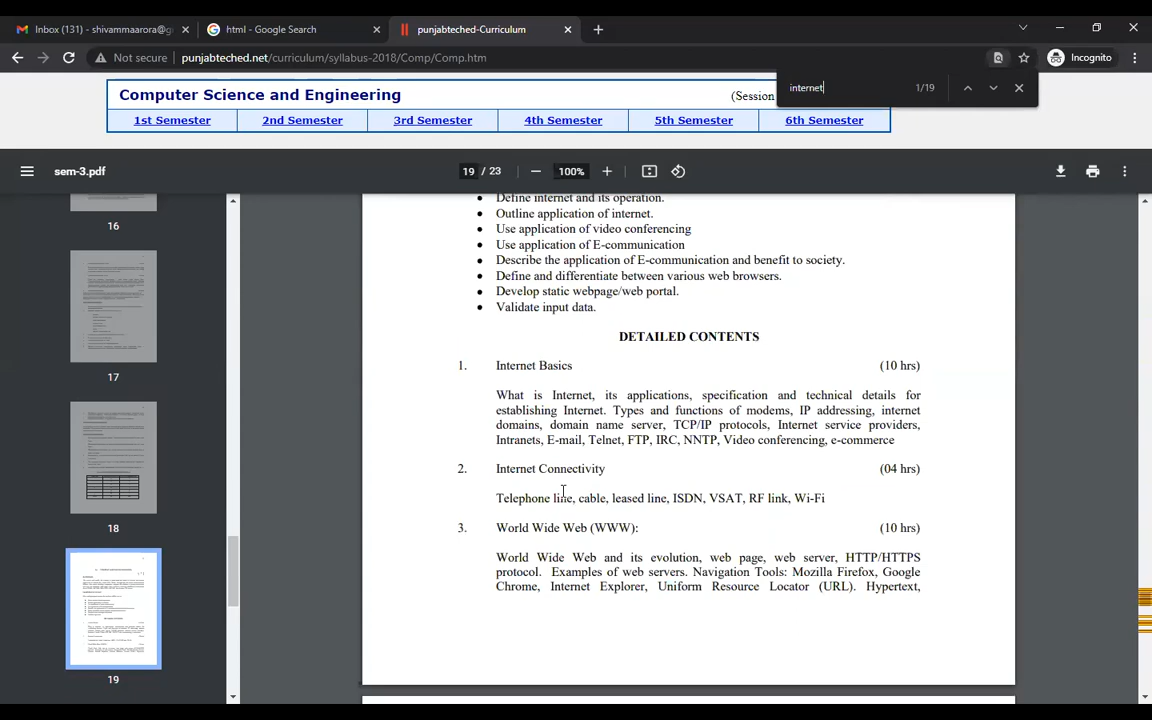 Inbox (131) - shivammaarora@g
html - Google Search
punjabteched-Curriculum
Not secure
punjabteched.net/curriculum/syllabus-2018/Comp/Comp.htm
Incognito
internet
1/19
Computer Science and Engineering
(Session
1st Semester
2nd Semester
3rd Semester
4th Semester
5th Semester
6th Semester
sem-3.pdf
19 / 23
100%
16
17
18
19
• Define internet and its operation.
• Outline application of internet.
• Use application of video conferencing
• Use application of E-communication
• Describe the application of E-communication and benefit to society.
• Define and differentiate between various web browsers.
• Develop static webpage/web portal.
• Validate input data.
DETAILED CONTENTS
1. Internet Basics (10 hrs)
What is Internet, its applications, specification and technical details for
establishing Internet. Types and functions of modems, IP addressing, internet
domains, domain name server, TCP/IP protocols, Internet service providers,
Intranets, E-mail, Telnet, FTP, IRC, NNTP, Video conferencing, e-commerce
2. Internet Connectivity (04 hrs)
Telephone line, cable, leased line, ISDN, VSAT, RF link, Wi-Fi
3. World Wide Web (WWW): (10 hrs)
World Wide Web and its evolution, web page, web server, HTTP/HTTPS
protocol. Examples of web servers. Navigation Tools: Mozilla Firefox, Google
Chrome, Internet Explorer, Uniform Resource Locator (URL). Hypertext,